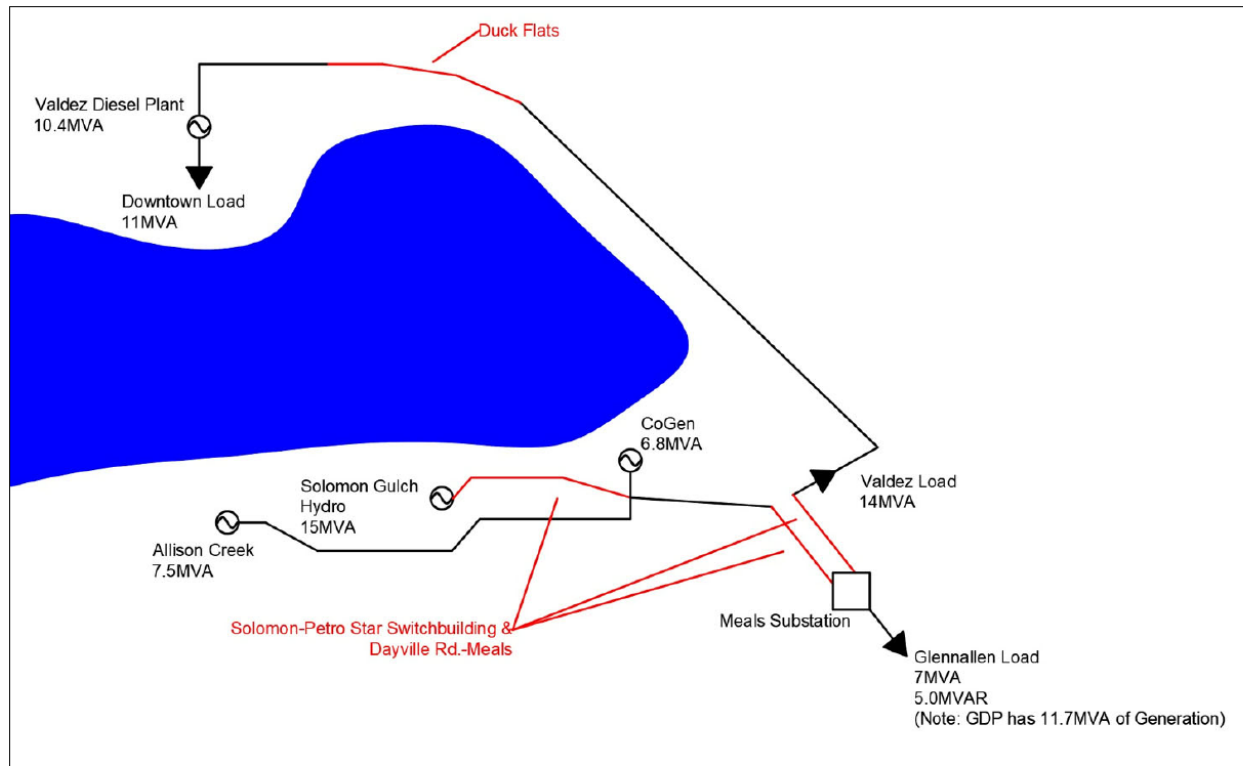 Duck Flats
Valdez Diesel Plant
10.4MVA
Downtown Load
11MVA
CoGen
6.8MVA
Solomon Gulch
Hydro
15MVA
Valdez Load
14MVA
Allison Creek
7.5MVA
Meals Substation
Solomon-Petro Star Switchbuilding &
Dayville Rd.-Meals
Glennallen Load
7MVA
5.0MVAR
(Note: GDP has 11.7MVA of Generation)